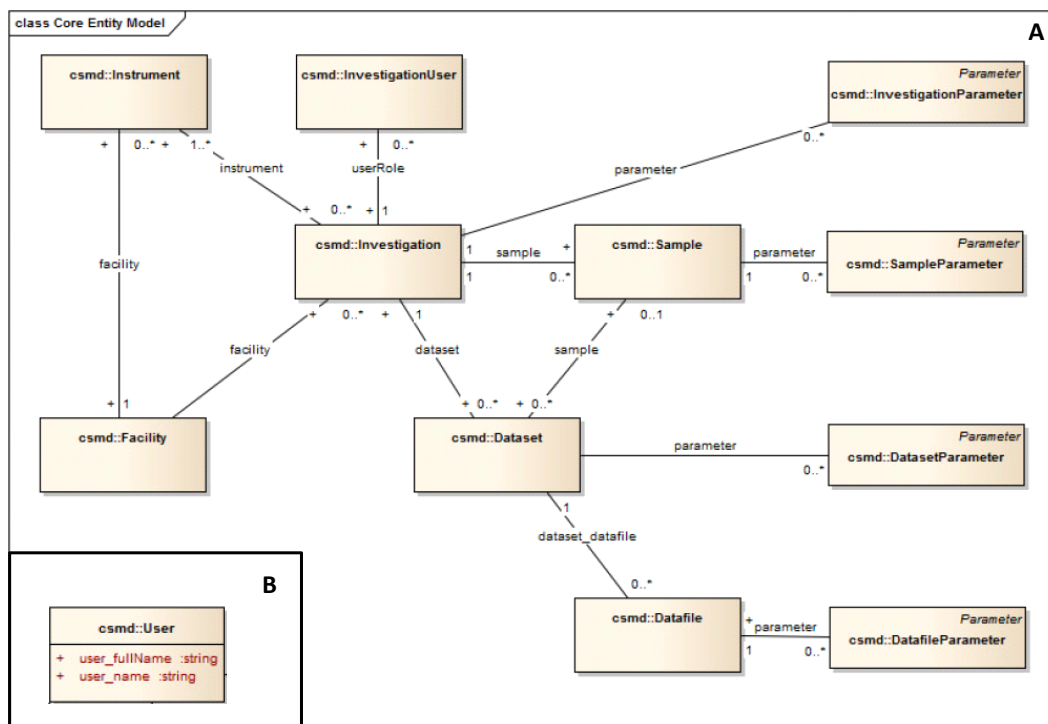 class Core Entity Model
A
csmd::Instrument
csmd::InvestigationUser
Parameter
csmd::InvestigationParameter
+ 0..* + 1..*
+ 0..*
0..*
instrument
userRole
parameter
+ 0..* + 1
csmd::Investigation
1 sample +
1 0..*
csmd::Sample
parameter
1 0..*
Parameter
csmd::SampleParameter
facility
+ 0..* + 1
+ 0..1
facility
dataset
sample
+ 1
+ 0..* + 0..*
csmd::Facility
csmd::Dataset
parameter
0..*
Parameter
csmd::DatasetParameter
1
dataset_datafile
0..*
B
csmd::User
+ user_fullName :string
+ user_name :string
csmd::Datafile
+ parameter
1 0..*
Parameter
csmd::DatafileParameter